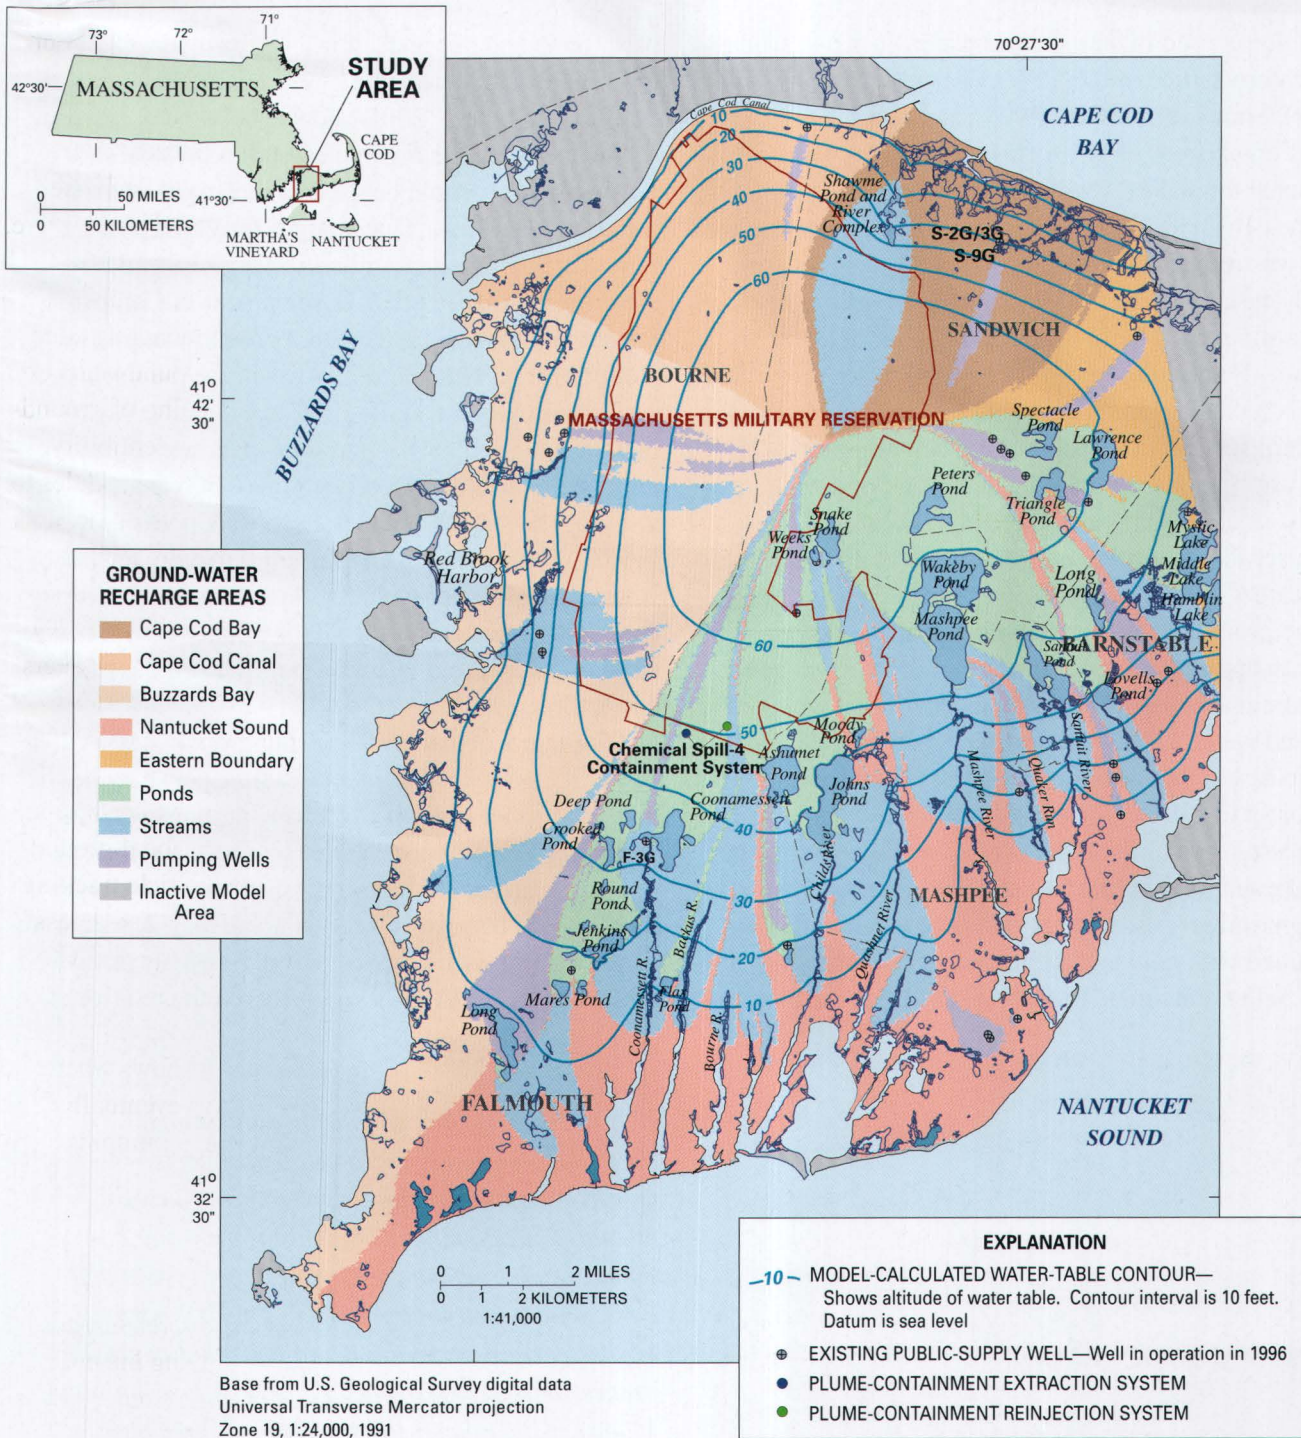 73°
72°
71°
42°30'
MASSACHUSETTS
STUDY
AREA
CAPE
COD
0 50 MILES
0 50 KILOMETERS
41°30'
MARTHA'S
VINEYARD
NANTUCKET
70°27'30"
CAPE COD
BAY
Cape Cod Canal
10
20
30
40
50
60
Shawme
Pond and
River
Complex
S-2G/3G
S-9G
SANDWICH
BOURNE
BUZZARDS BAY
41°
42'
30"
MASSACHUSETTS MILITARY RESERVATION
Spectacle
Pond
Lawrence
Pond
Peters
Pond
Triangle
Pond
Snake
Pond
Weeks
Pond
Mystic
Lake
Middle
Lake
Hamblin
Lake
Red Brook
Harbor
Wakeby
Pond
Long
Pond
Mashpee
Pond
BARNSTABLE
Pond
Lovells
Pond
60
GROUND-WATER
RECHARGE AREAS
Cape Cod Bay
Cape Cod Canal
Buzzards Bay
Nantucket Sound
Eastern Boundary
Ponds
Streams
Pumping Wells
Inactive Model
Area
50
Moody
Pond
Chemical Spill-4
Containment System
Ashumet
Pond
Johns
Pond
Mashpee River
Quaker Run
Santuit River
Deep Pond
Coonamessett
Pond
Crooked
Pond
40
F-3G
Childs River
Round
Pond
30
MASHPEE
Backus R.
Quashnet River
Jenkins
Pond
20
Coonamessett R.
Mares Pond
Flax
Pond
10
Long
Pond
Bourne R.
FALMOUTH
NANTUCKET
SOUND
41°
32'
30"
0 1 2 MILES
0 1 2 KILOMETERS
1:41,000
EXPLANATION
10 MODEL-CALCULATED WATER-TABLE CONTOUR—
Shows altitude of water table. Contour interval is 10 feet.
Datum is sea level
EXISTING PUBLIC-SUPPLY WELL—Well in operation in 1996
PLUME-CONTAINMENT EXTRACTION SYSTEM
PLUME-CONTAINMENT REINJECTION SYSTEM
Base from U.S. Geological Survey digital data
Universal Transverse Mercator projection
Zone 19, 1:24,000, 1991